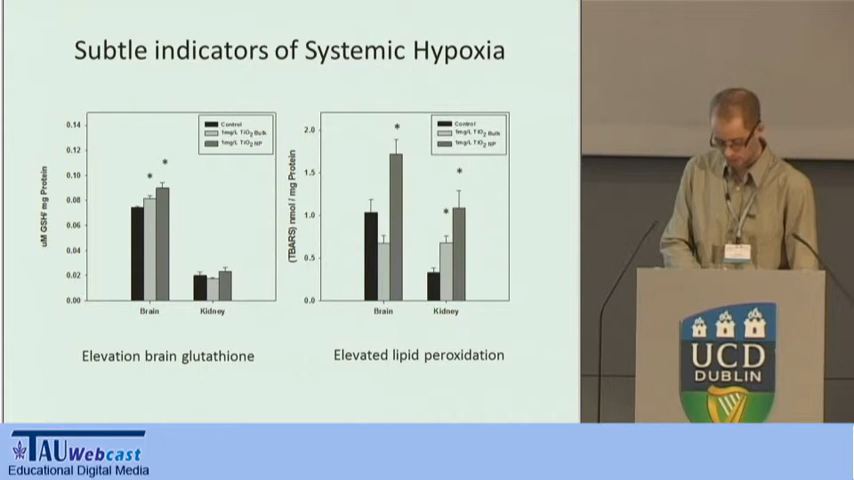 Subtle indicators of Systemic Hypoxia
0.14
0.12
0.10
0.08
0.06
0.04
0.02
0.00
uM GSH/ mg Protein
Control
1mg/L TiO2 Bulk
1mg/L TiO2 NP
* *
Brain Kidney
2.0
1.5
1.0
0.5
0.0
(TBARS) nmol / mg Protein
Control
1mg/L TiO2 Bulk
1mg/L TiO2 NP
* * *
Brain Kidney
Elevation brain glutathione
Elevated lipid peroxidation
UCD
DUBLIN
TAU Webcast
Educational Digital Media